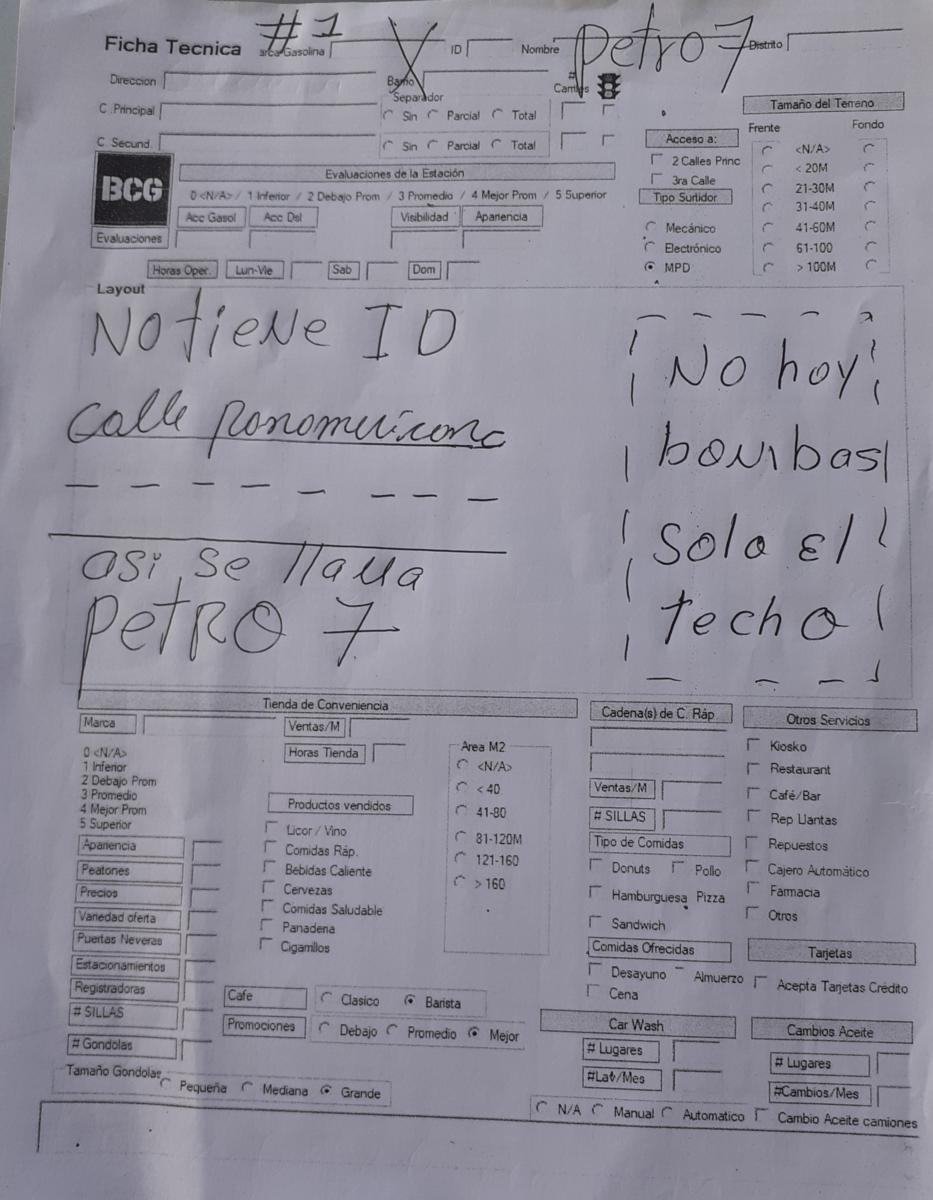 Ficha Tecnica #1 arca Gasolina ID Nombre Petro 7 Distrito
Direccion Barrio # Carriles
Separador
C. Principal Sin Parcial Total
C. Secund. Sin Parcial Total
Tamaño del Terreno
Frente Fondo
<N/A>
< 20M
21-30M
31-40M
41-60M
61-100
> 100M
Acceso a:
2 Calles Princ
3ra Calle
Tipo Surtidor
Mecánico
Electrónico
MPD
BCG
Evaluaciones de la Estación
0 <N/A> / 1 Inferior / 2 Debajo Prom / 3 Promedio / 4 Mejor Prom / 5 Superior
Acc Gasol Acc Dsl Visibilidad Apariencia
Evaluaciones
Horas Oper. Lun-Vie Sab Dom
Layout
No tiene ID
calle panamericana
asi se llama
PETRO 7
No hay
bombas
solo El
techo
Tienda de Conveniencia
Marca Ventas/M
Horas Tienda
0 <N/A>
1 Inferior
2 Debajo Prom
3 Promedio
4 Mejor Prom
5 Superior
Apariencia
Peatones
Precios
Variedad oferta
Puertas Neveras
Estacionamientos
Registradoras
# SILLAS
# Gondolas
Productos vendidos
Licor / Vino
Comidas Ráp.
Bebidas Caliente
Cervezas
Comidas Saludable
Panaderia
Cigarrillos
Area M2
<N/A>
< 40
41-80
81-120M
121-160
> 160
Cafe Clasico Barista
Promociones Debajo Promedio Mejor
Tamaño Gondolas Pequeña Mediana Grande
Cadena(s) de C. Ráp
Ventas/M
# SILLAS
Tipo de Comidas
Donuts Pollo
Hamburguesa Pizza
Sandwich
Comidas Ofrecidas
Desayuno Almuerzo
Cena
Otros Servicios
Kiosko
Restaurant
Café/Bar
Rep Llantas
Repuestos
Cajero Automático
Farmacia
Otros
Tarjetas
Acepta Tarjetas Crédito
Car Wash
# Lugares
#Lav/Mes
N/A Manual Automatico
Cambios Aceite
# Lugares
#Cambios/Mes
Cambio Aceite camiones